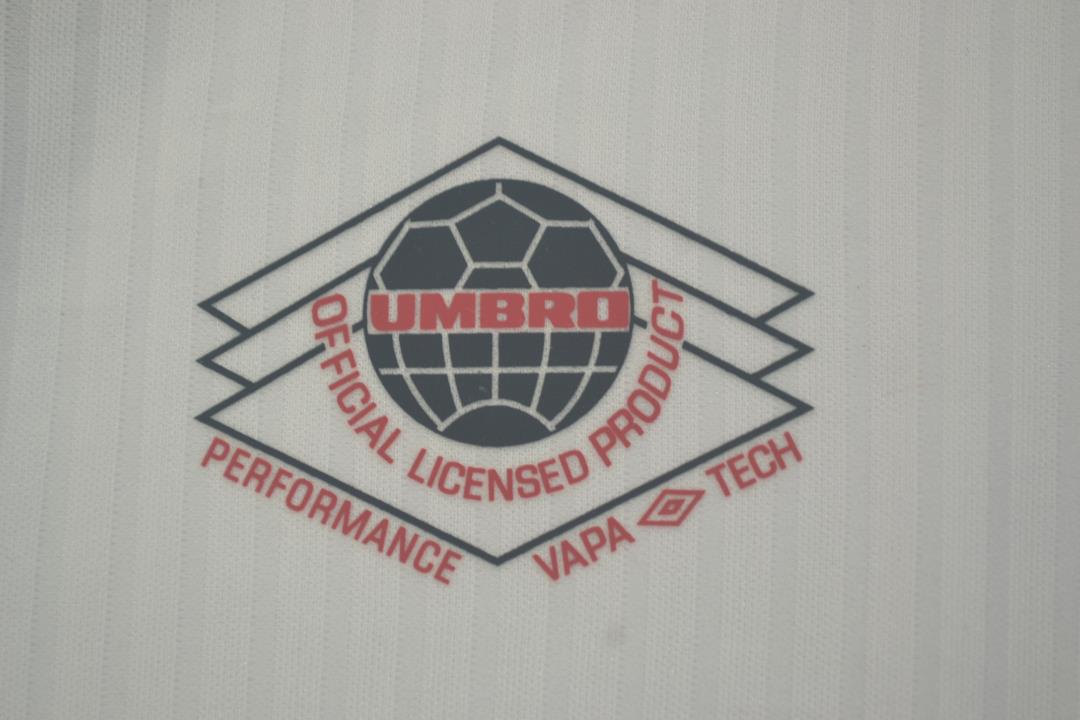 UMBRO
OFFICIAL LICENSED PRODUCT
PERFORMANCE
VAPA TECH